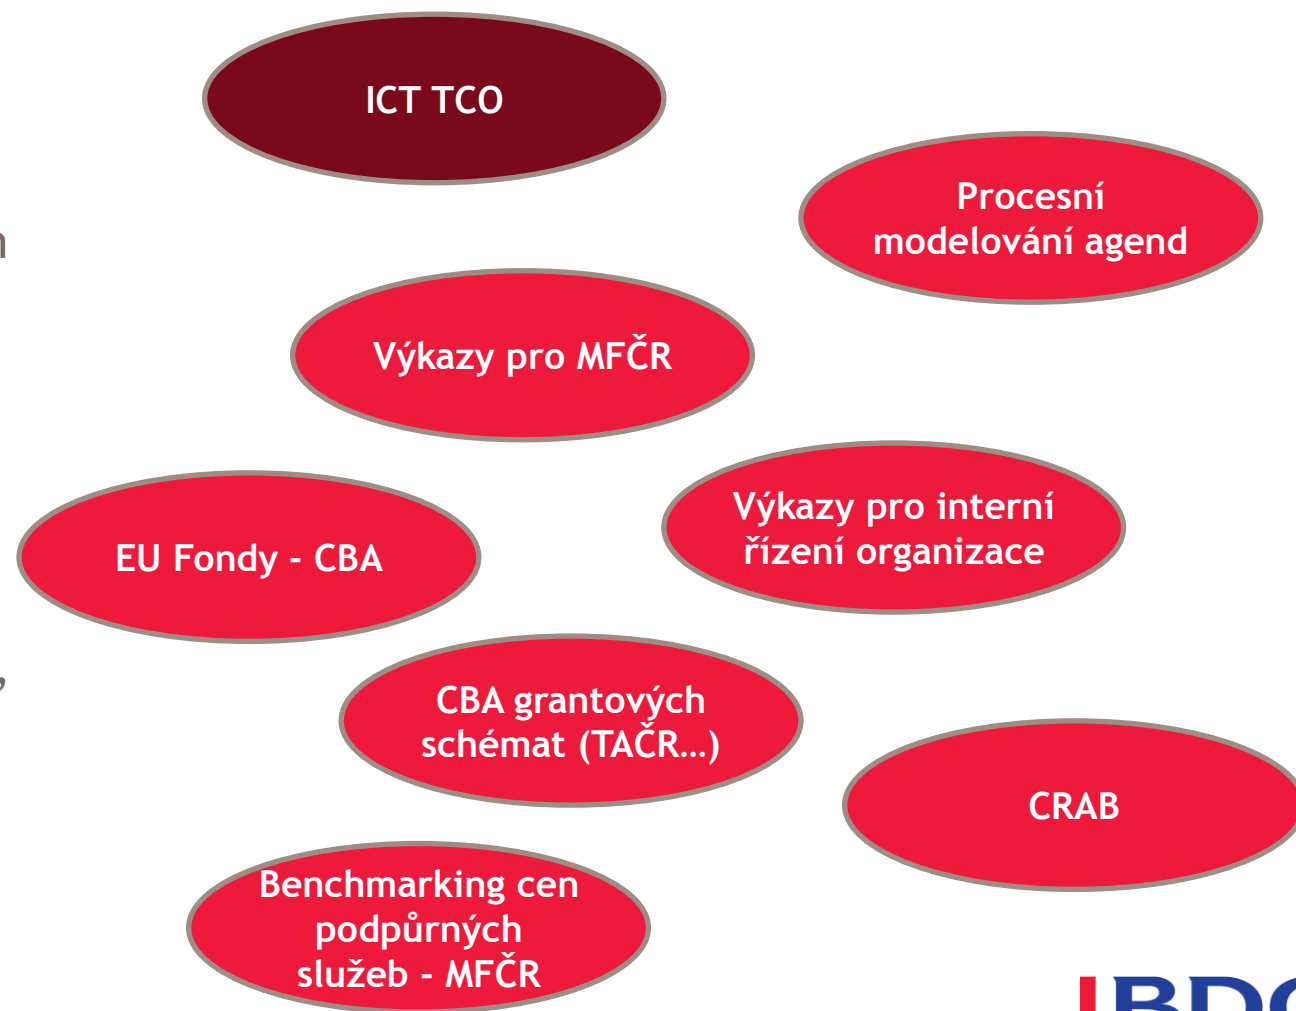 ICT TCO
Procesní
modelování agend
Výkazy pro MFČR
Výkazy pro interní
řízení organizace
EU Fondy - CBA
CBA grantových
schémat (TAČR…)
CRAB
Benchmarking cen
podpůrných
služeb - MFČR
BDO